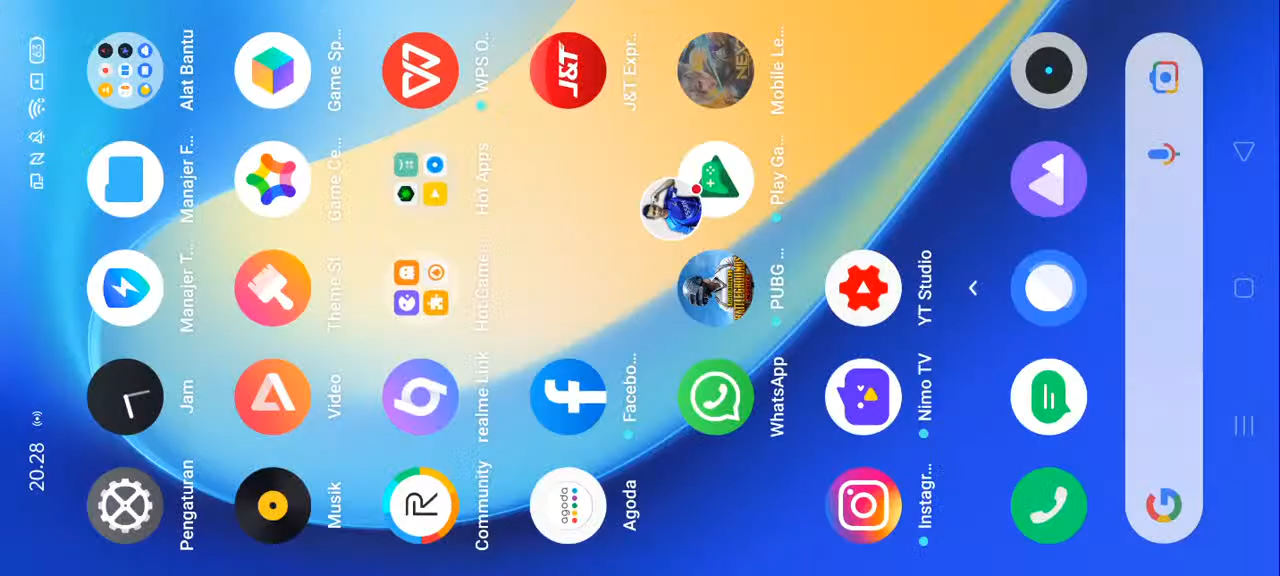 20.28 63
Pengaturan Jam Manajer T... Manajer F... Alat Bantu
Musik Video Theme St Game Ce... Game Sp...
Community realme Link Hot Game... Hot Apps WPS O..
agoda J&T
Agoda Facebo... J&T Expr..
WhatsApp PUBG ... Play Ga... Mobile Le...
Instagr... Nimo TV YT Studio